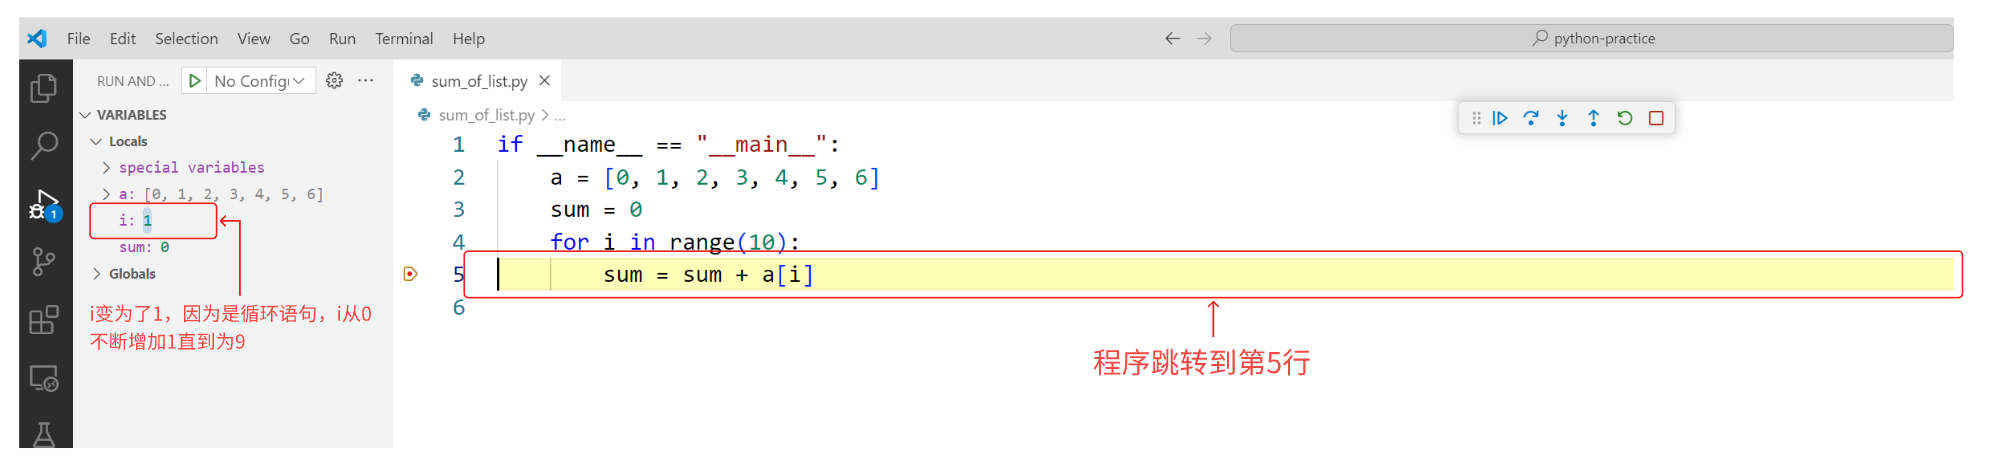 File Edit Selection View Go Run Terminal Help
python-practice
RUN AND ... No Config
sum_of_list.py
VARIABLES
Locals
special variables
a: [0, 1, 2, 3, 4, 5, 6]
i: 1
sum: 0
Globals
i变为了1，因为是循环语句，i从0
不断增加1直到为9
1
sum_of_list.py > ...
1 if __name__ == "__main__":
2 a = [0, 1, 2, 3, 4, 5, 6]
3 sum = 0
4 for i in range(10):
5 sum = sum + a[i]
6
程序跳转到第5行